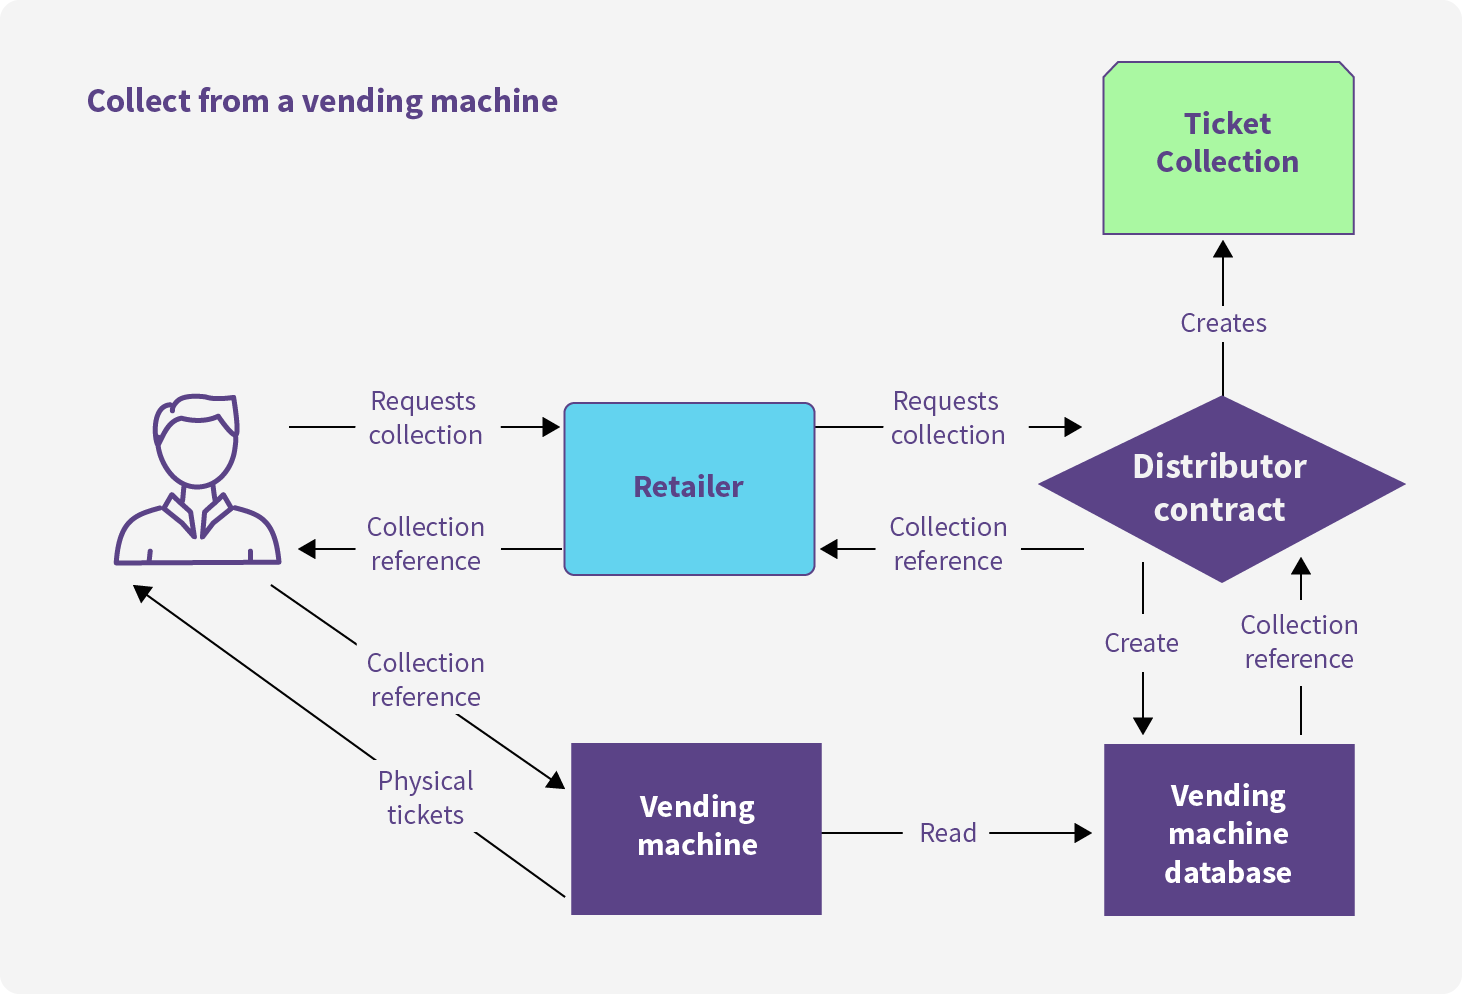 Collect from a vending machine
Ticket
Collection
Creates
Requests
collection
Retailer
Requests
collection
Distributor
contract
Collection
reference
Collection
reference
Create
Collection
reference
Collection
reference
Physical
tickets
Vending
machine
Read
Vending
machine
database